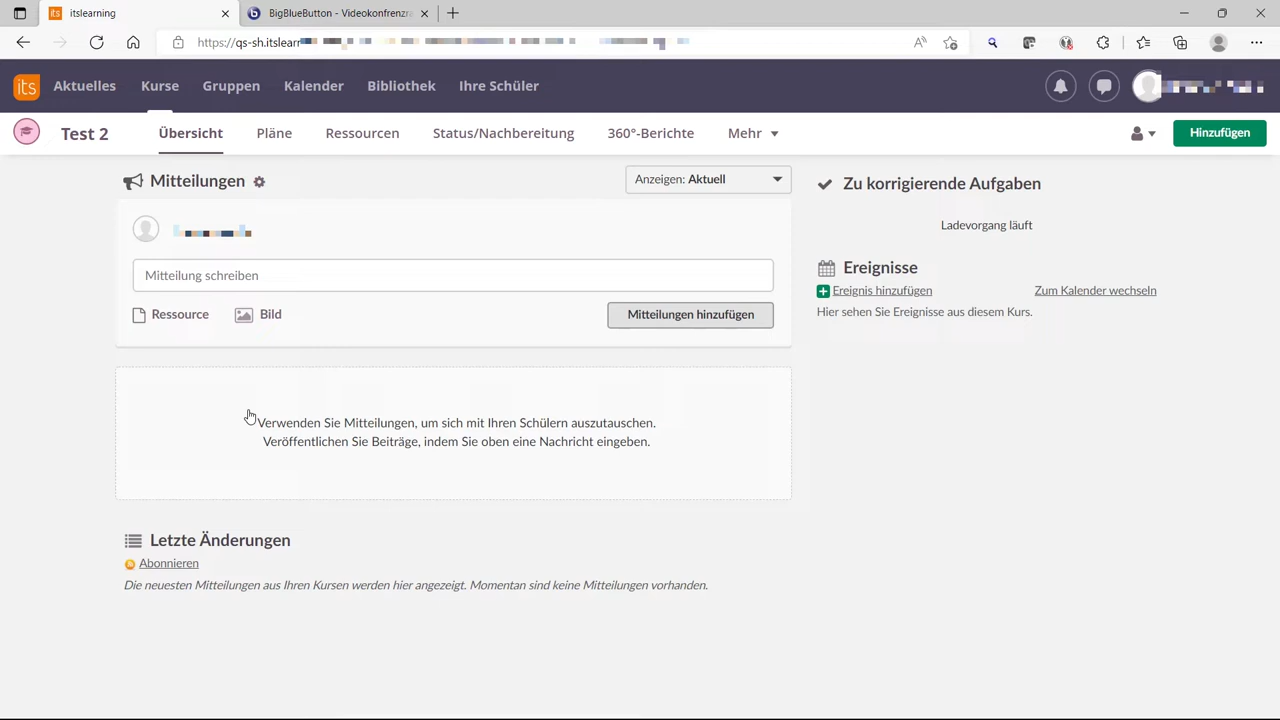 itslearning
BigBlueButton - Videokonfrenzra
https://qs-sh.itslearn
its
Aktuelles
Kurse
Gruppen
Kalender
Bibliothek
Ihre Schüler
Test 2
Übersicht
Pläne
Ressourcen
Status/Nachbereitung
360°-Berichte
Mehr
Hinzufügen
Mitteilungen
Anzeigen: Aktuell
Mitteilung schreiben
Ressource
Bild
Mitteilungen hinzufügen
Verwenden Sie Mitteilungen, um sich mit Ihren Schülern auszutauschen.
Veröffentlichen Sie Beiträge, indem Sie oben eine Nachricht eingeben.
Letzte Änderungen
Abonnieren
Die neuesten Mitteilungen aus Ihren Kursen werden hier angezeigt. Momentan sind keine Mitteilungen vorhanden.
Zu korrigierende Aufgaben
Ladevorgang läuft
Ereignisse
Ereignis hinzufügen
Zum Kalender wechseln
Hier sehen Sie Ereignisse aus diesem Kurs.